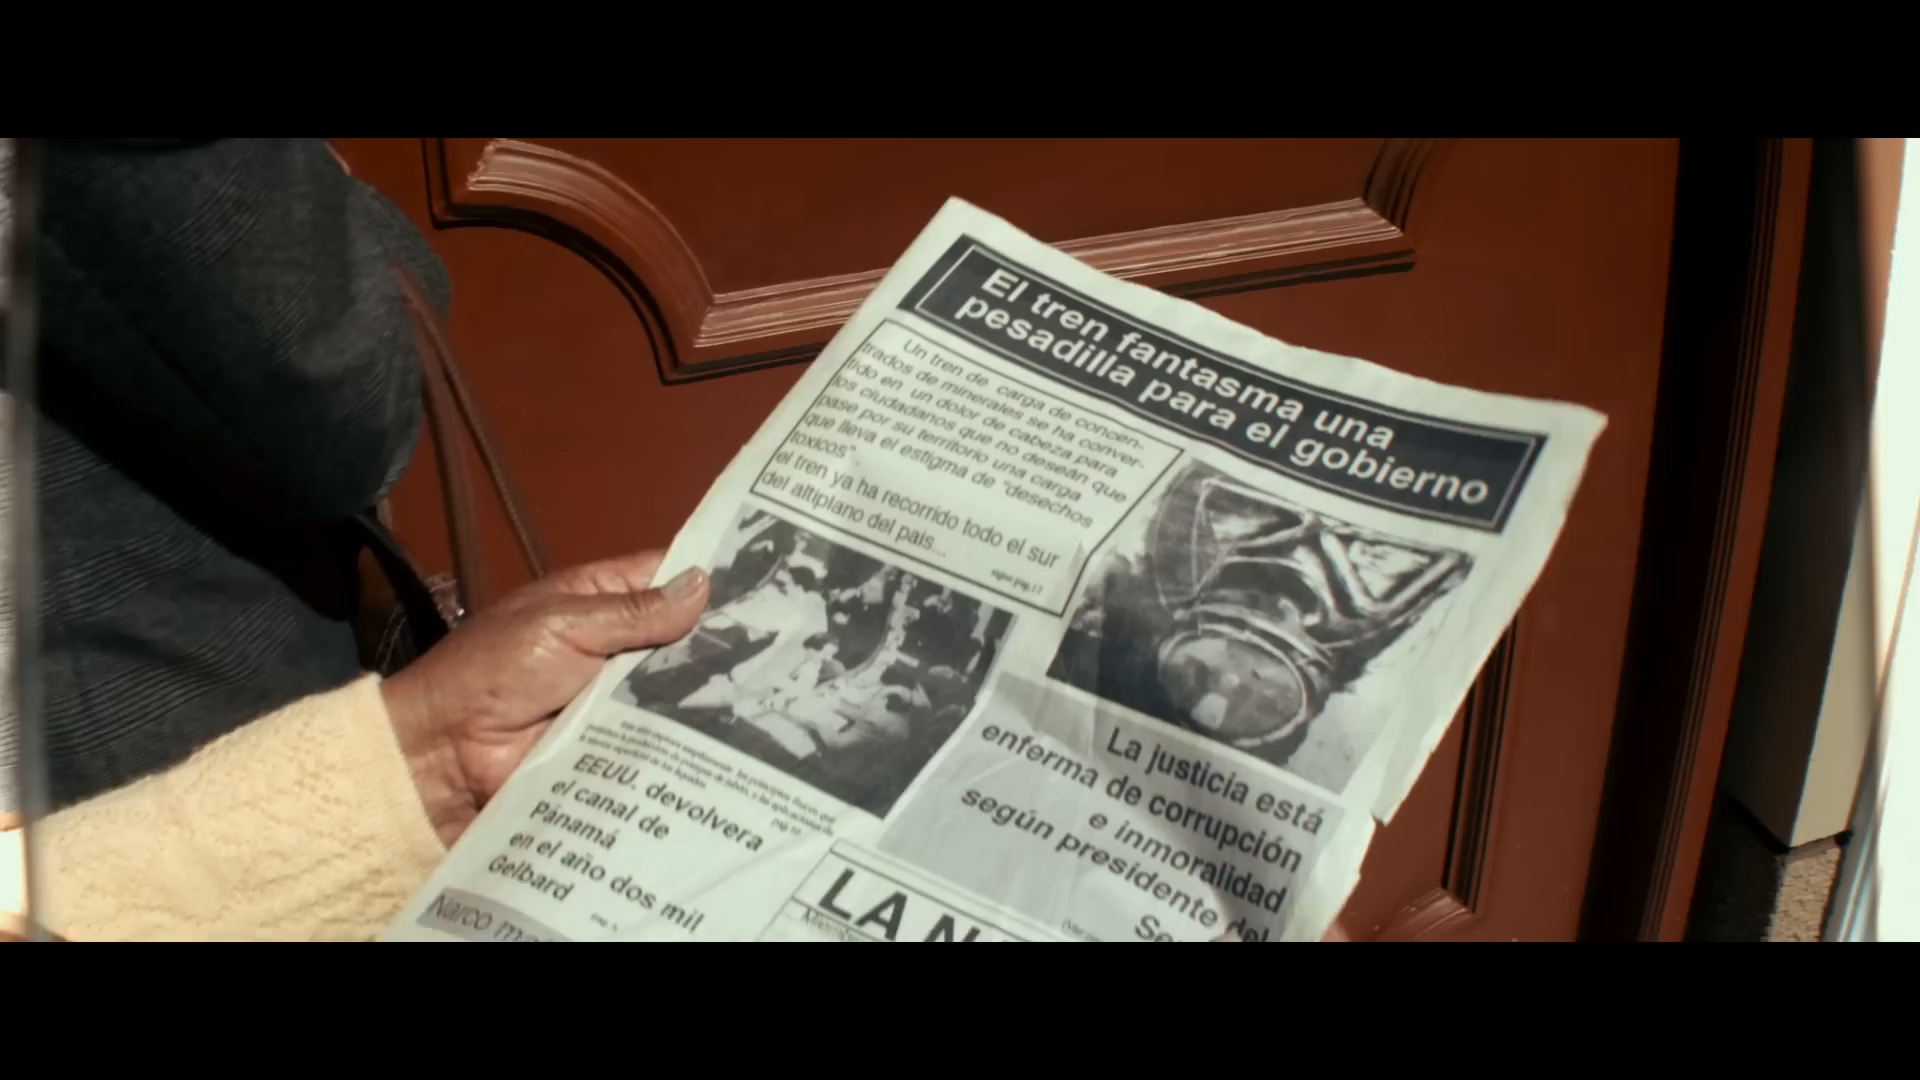 El tren fantasma una
pesadilla para el gobierno
Un tren de carga de concen-
trados de minerales se ha conver-
tido en un dolor de cabeza para
los ciudadanos que no deseán que
pase por su territorio una carga
que lleva el estigma de "desechos
toxicos"
el tren ya ha recorrido todo el sur
del altiplano del pais...
sigue pag.17
La justicia está
enferma de corrupción
e inmoralidad
según presidente del
EEUU. devolvera
el canal de
Pánamá
en el año dos mil
Gelbard
Narco
LA